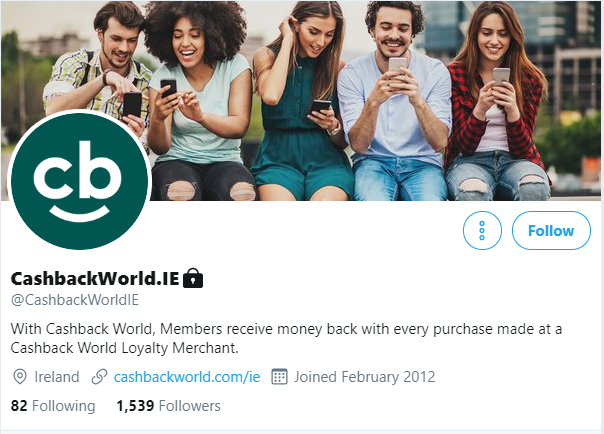 cb
Follow
CashbackWorld.IE
@CashbackWorldIE
With Cashback World, Members receive money back with every purchase made at a
Cashback World Loyalty Merchant.
Ireland cashbackworld.com/ie Joined February 2012
82 Following 1,539 Followers